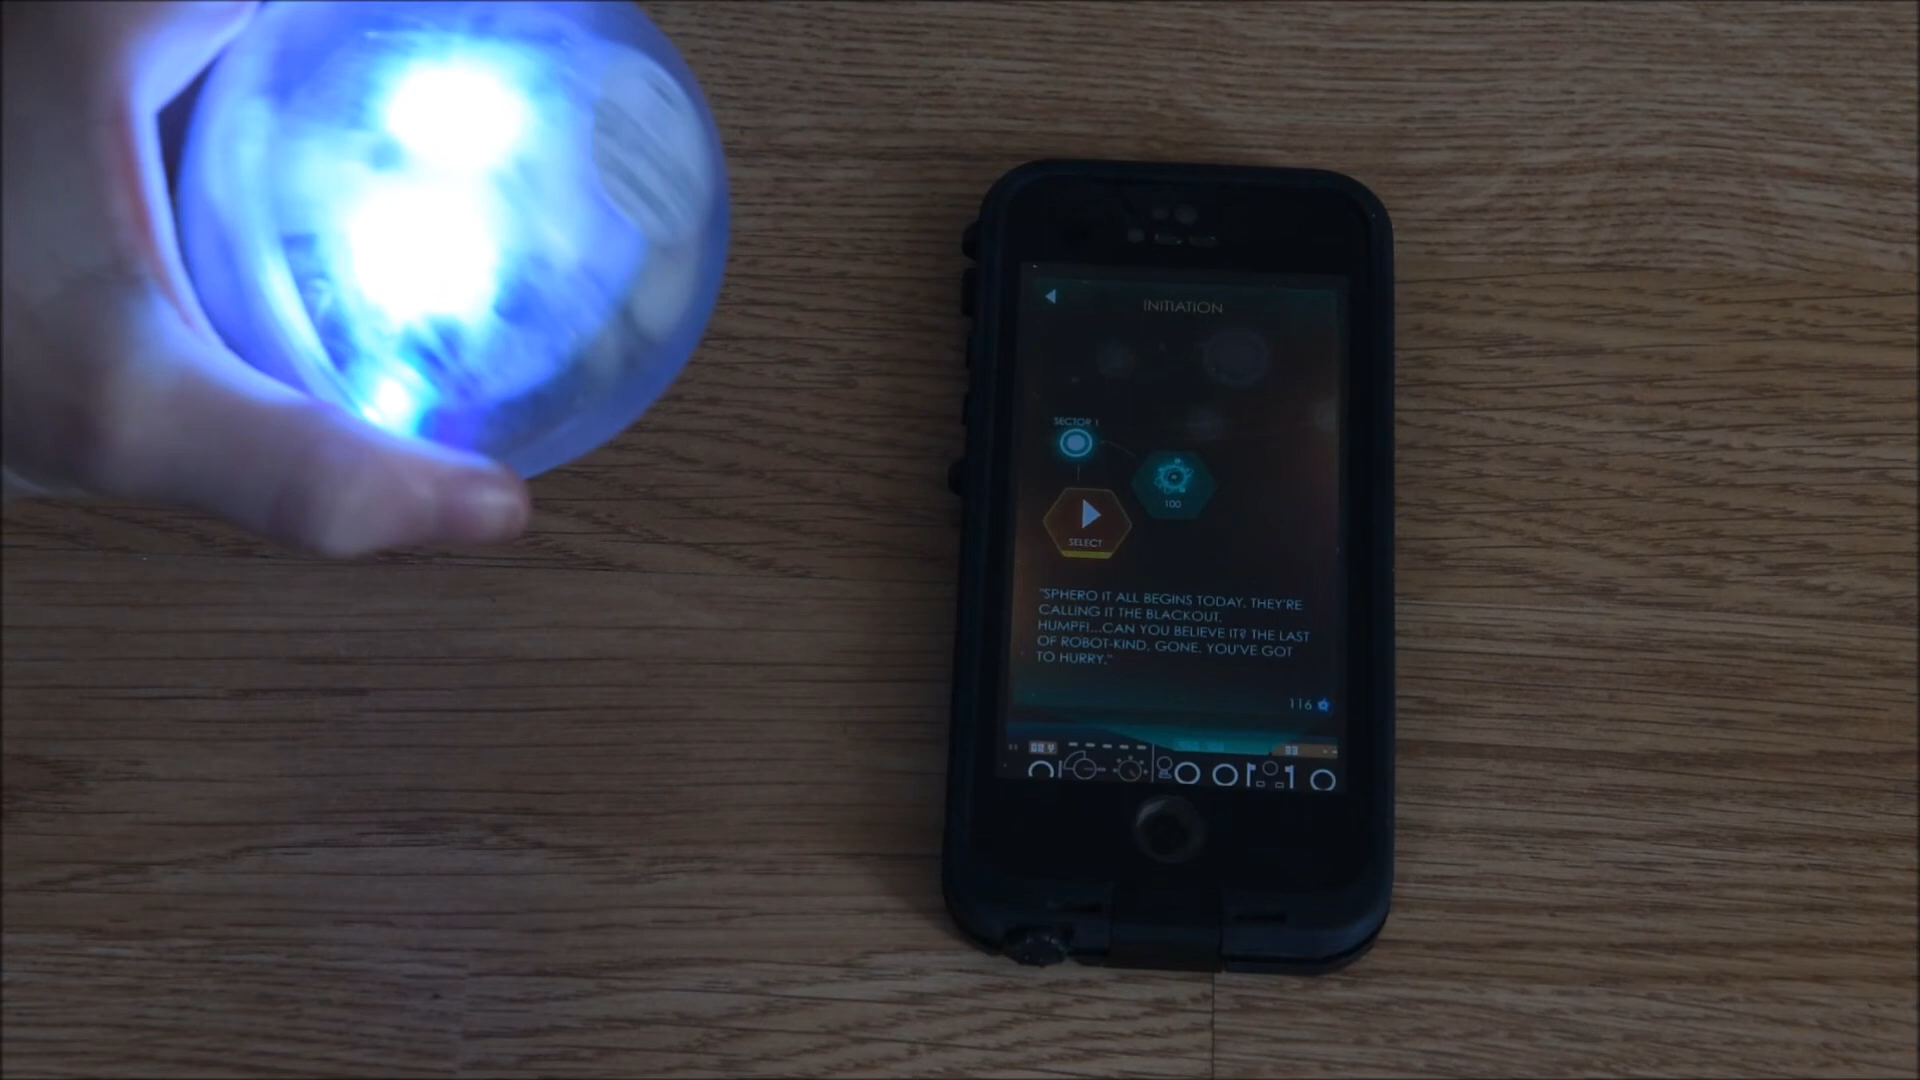 INITIATION
SECTOR 1
100
SELECT
"SPHERO IT ALL BEGINS TODAY. THEY'RE
CALLING IT THE BLACKOUT.
HUMPF!...CAN YOU BELIEVE IT? THE LAST
OF ROBOT-KIND. GONE. YOU'VE GOT
TO HURRY."
116